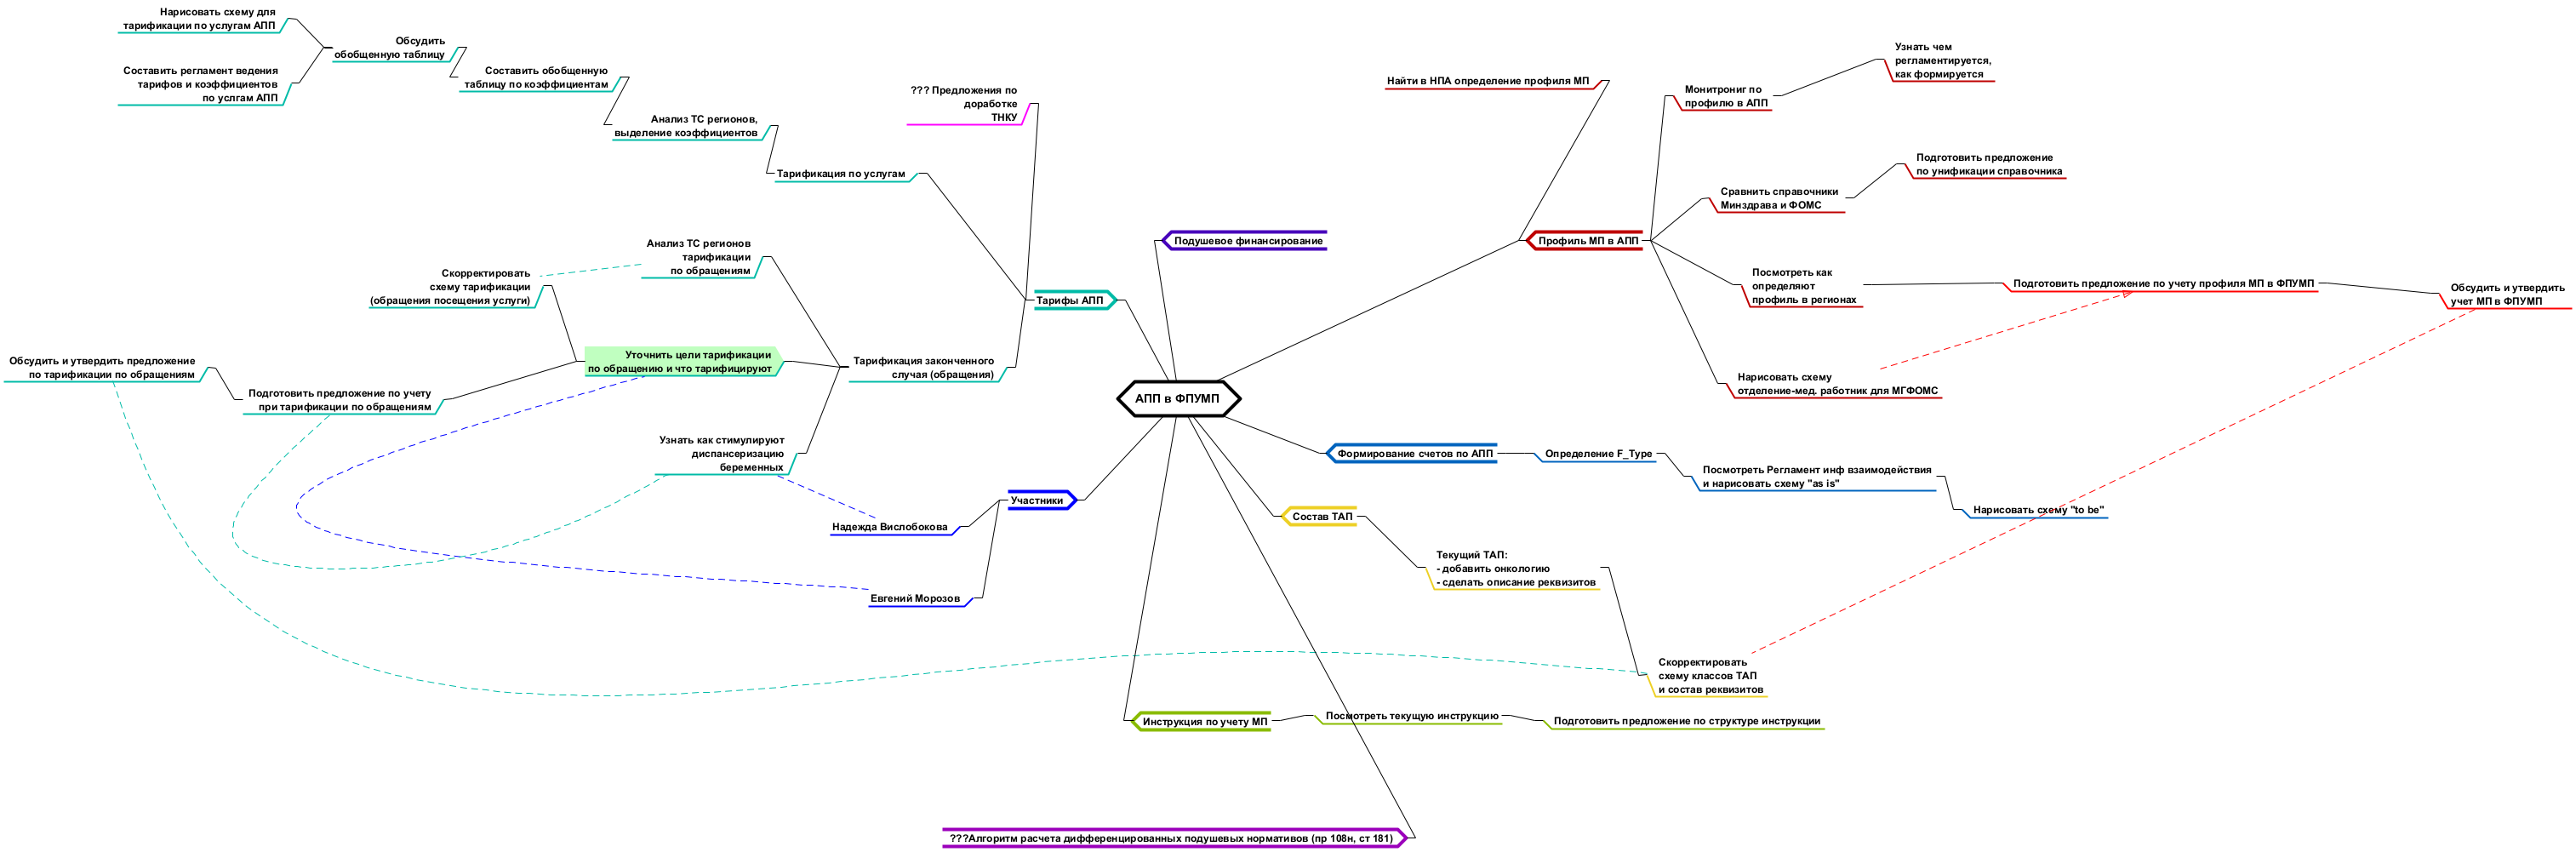 Нарисовать схему для
тарификации по услугам АПП
Составить регламент ведения
тарифов и коэффициентов
по услгам АПП
Обсудить
обобщенную таблицу
Составить обобщенную
таблицу по коэффициентам
Анализ ТС регионов,
выделение коэффициентов
Тарификация по услугам
??? Предложения по
доработке
ТНКУ
Тарифы АПП
Анализ ТС регионов
тарификации
по обращениям
Скорректировать
схему тарификации
(обращения посещения услуги)
Обсудить и утвердить предложение
по тарификации по обращениям
Подготовить предложение по учету
при тарификации по обращениям
Уточнить цели тарификации
по обращению и что тарифицируют
Тарификация законченного
случая (обращения)
Узнать как стимулируют
диспансеризацию
беременных
Участники
Надежда Вислобокова
Евгений Морозов
АПП в ФПУМП
Подушевое финансирование
Найти в НПА определение профиля МП
Профиль МП в АПП
Монитрониг по
профилю в АПП
Узнать чем
регламентируется,
как формируется
Сравнить справочники
Минздрава и ФОМС
Подготовить предложение
по унификации справочника
Посмотреть как
определяют
профиль в регионах
Подготовить предложение по учету профиля МП в ФПУМП
Обсудить и утвердить
учет МП в ФПУМП
Нарисовать схему
отделение-мед. работник для МГФОМС
Формирование счетов по АПП
Определение F_Type
Посмотреть Регламент инф взаимодействия
и нарисовать схему "as is"
Нарисовать схему "to be"
Состав ТАП
Текущий ТАП:
- добавить онкологию
- сделать описание реквизитов
Скорректировать
схему классов ТАП
и состав реквизитов
Инструкция по учету МП
Посмотреть текущую инструкцию
Подготовить предложение по структуре инструкции
???Алгоритм расчета дифференцированных подушевых нормативов (пр 108н, ст 181)